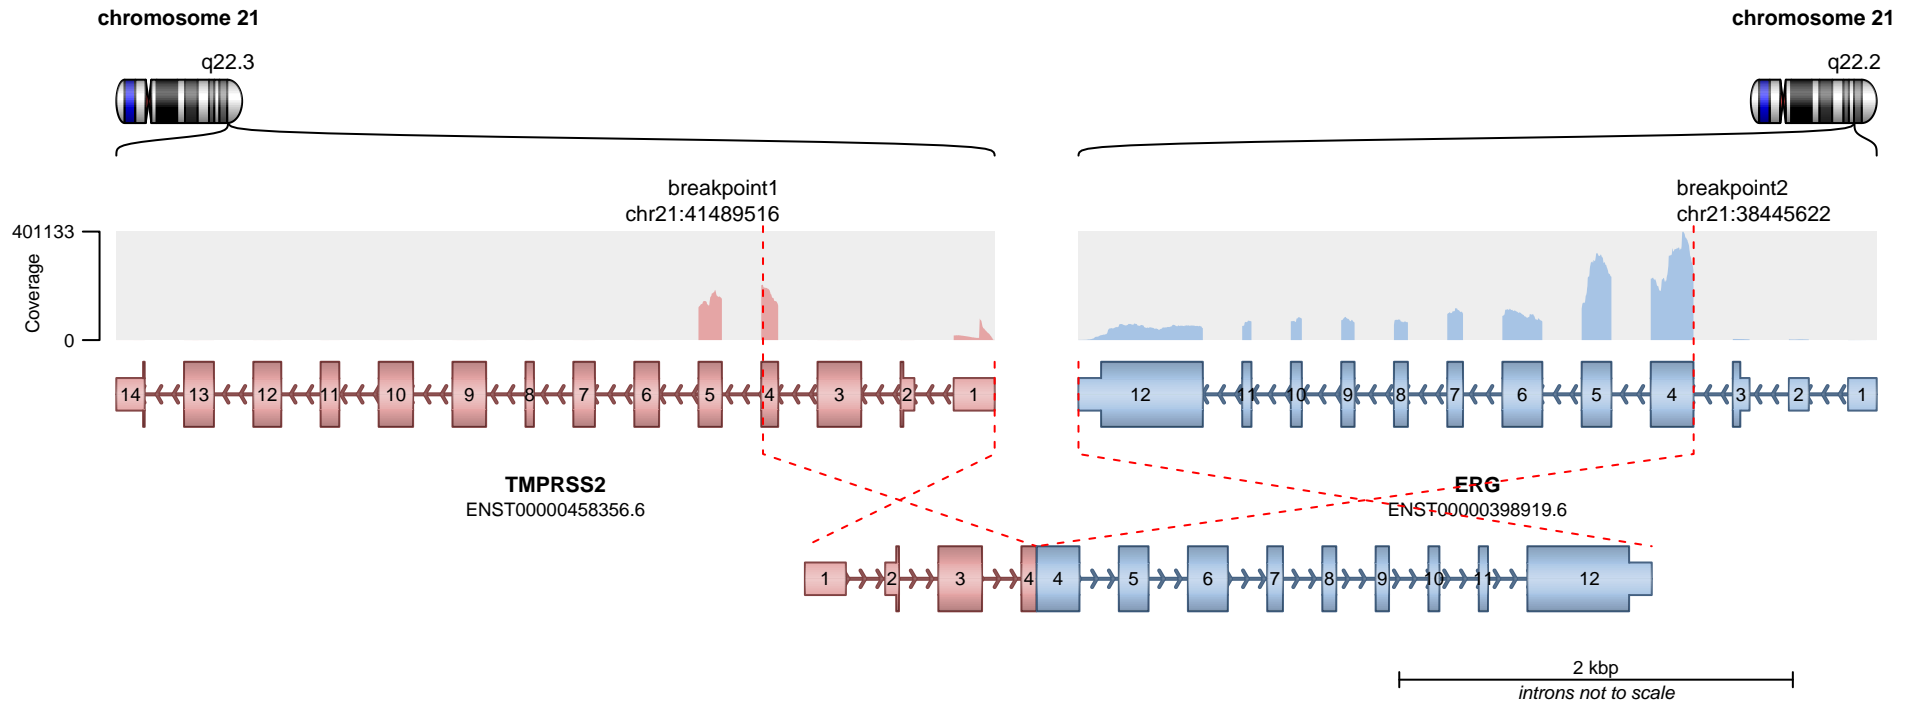 chromosome 21
chromosome 21
q22.3
q22.2
breakpoint1
chr21:41489516
breakpoint2
chr21:38445622
401133
Coverage
0
14 13 12 11 10 9 8 7 6 5 4 3 2 1
12 11 10 9 8 7 6 5 4 3 2 1
TMPRSS2
ENST00000458356.6
ERG
ENST00000398919.6
1 2 3 4 4 5 6 7 8 9 10 11 12
2 kbp
introns not to scale